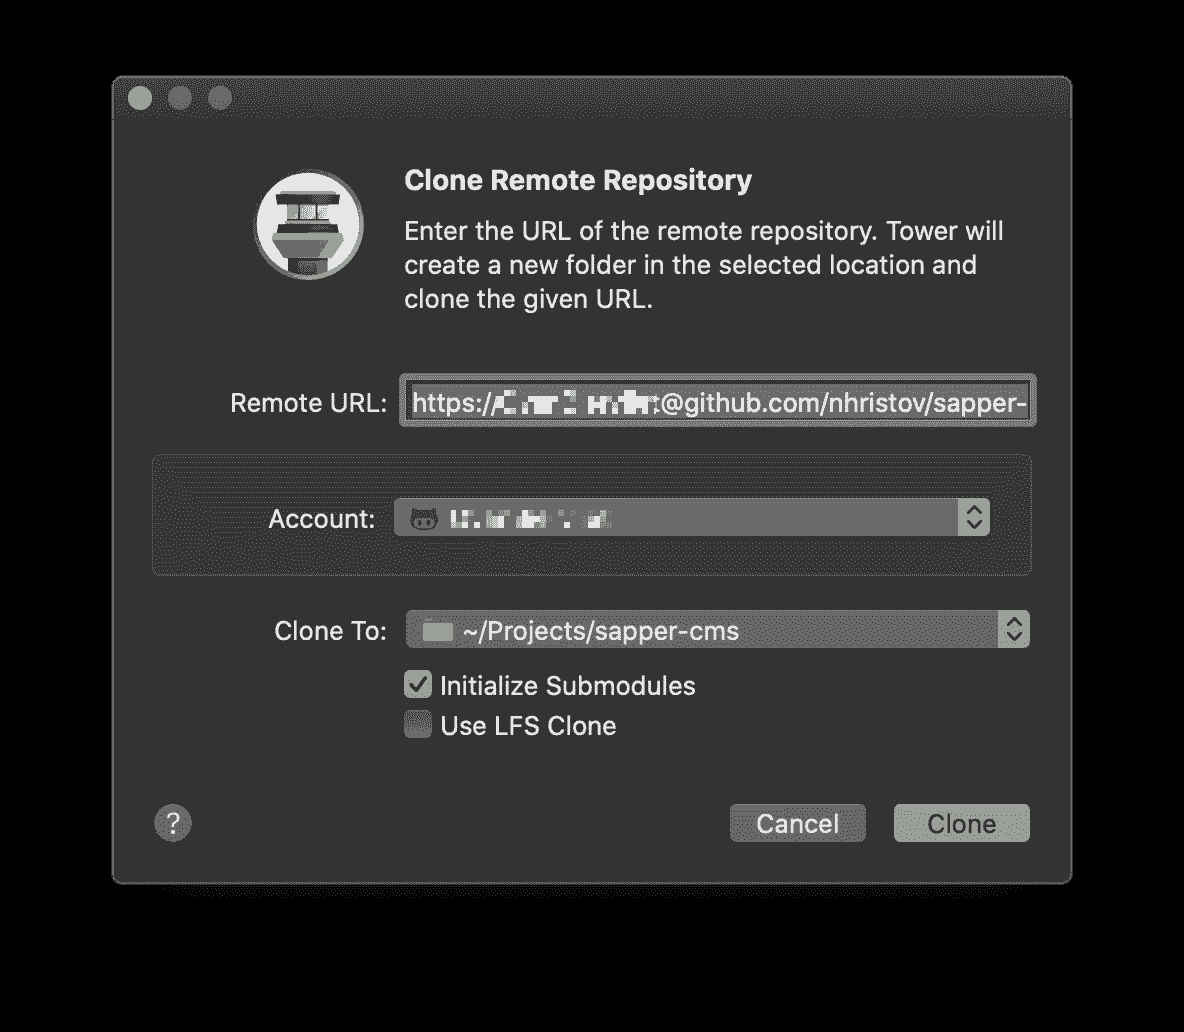 Clone Remote Repository
Enter the URL of the remote repository. Tower will
create a new folder in the selected location and
clone the given URL.
Remote URL: https:// @github.com/nhristov/sapper-
Account:
Clone To: ~/Projects/sapper-cms
Initialize Submodules
Use LFS Clone
? Cancel Clone